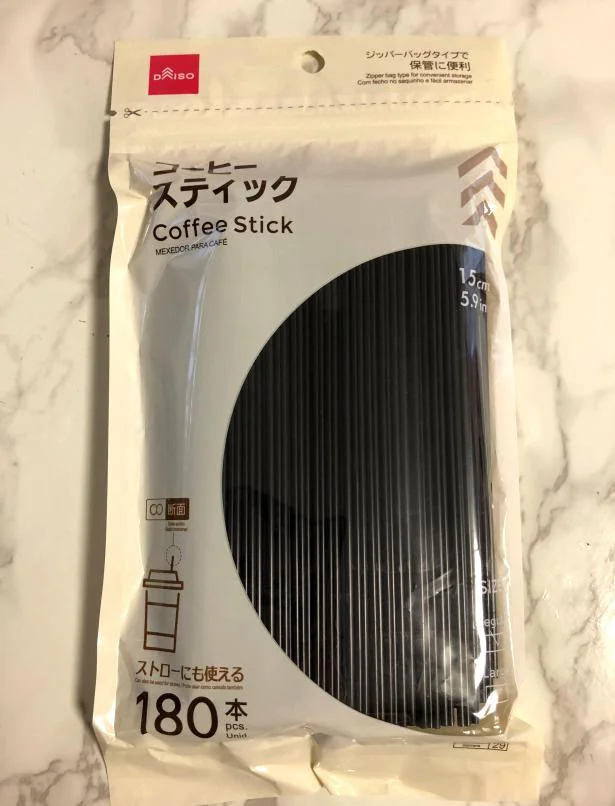 DAISO
ジッパーバッグタイプで
保管に便利
Zipper bag type for convenient storage
Com fecho no saquinho e fácil armazenar
コーヒー
スティック
Coffee Stick
MEXEDOR PARA CAFÉ
15cm
5.9in
断面
ストローにも使える
180本
pcs.
Unid
29